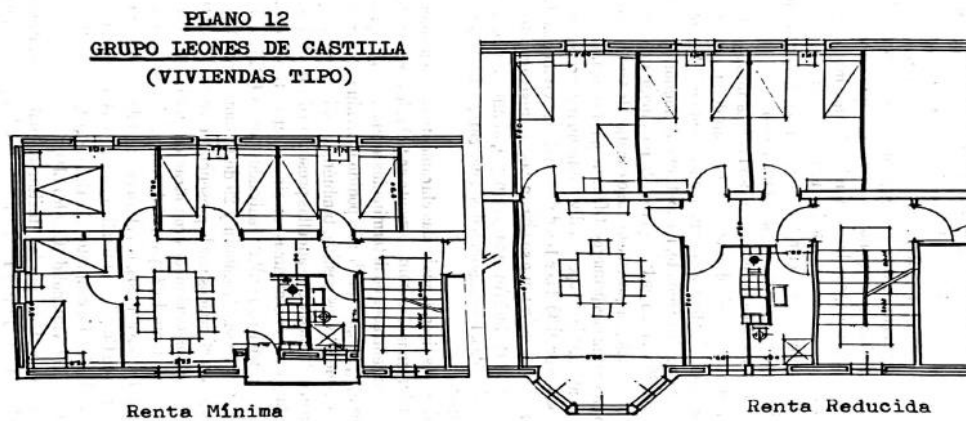 PLANO 12
GRUPO LEONES DE CASTILLA
(VIVIENDAS TIPO)
Renta Mínima
Renta Reducida